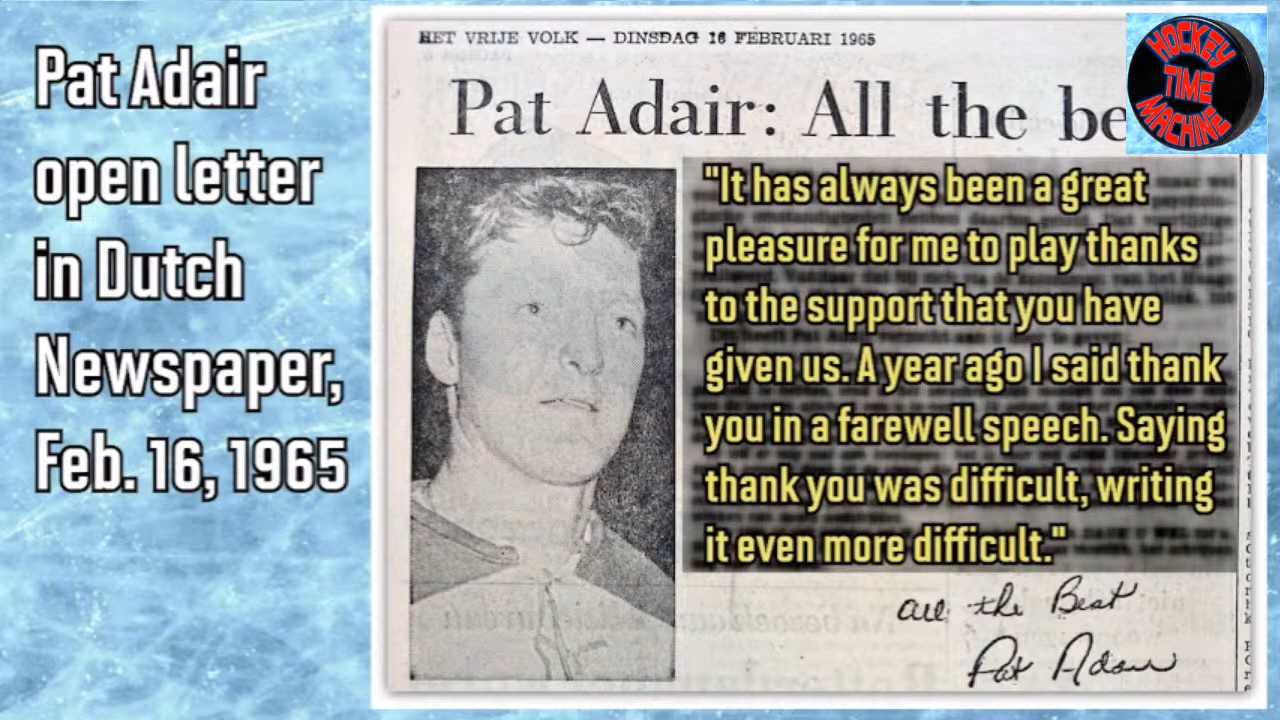 Pat Adair
open letter
in Dutch
Newspaper,
Feb. 16, 1965
HET VRIJE VOLK — DINSDAG 16 FEBRUARI 1965
Pat Adair: All the be
HOCKEY
TIME
MACHINE
"It has always been a great
pleasure for me to play thanks
to the support that you have
given us. A year ago I said thank
you in a farewell speech. Saying
thank you was difficult, writing
it even more difficult."
All the Best
Pat Adair